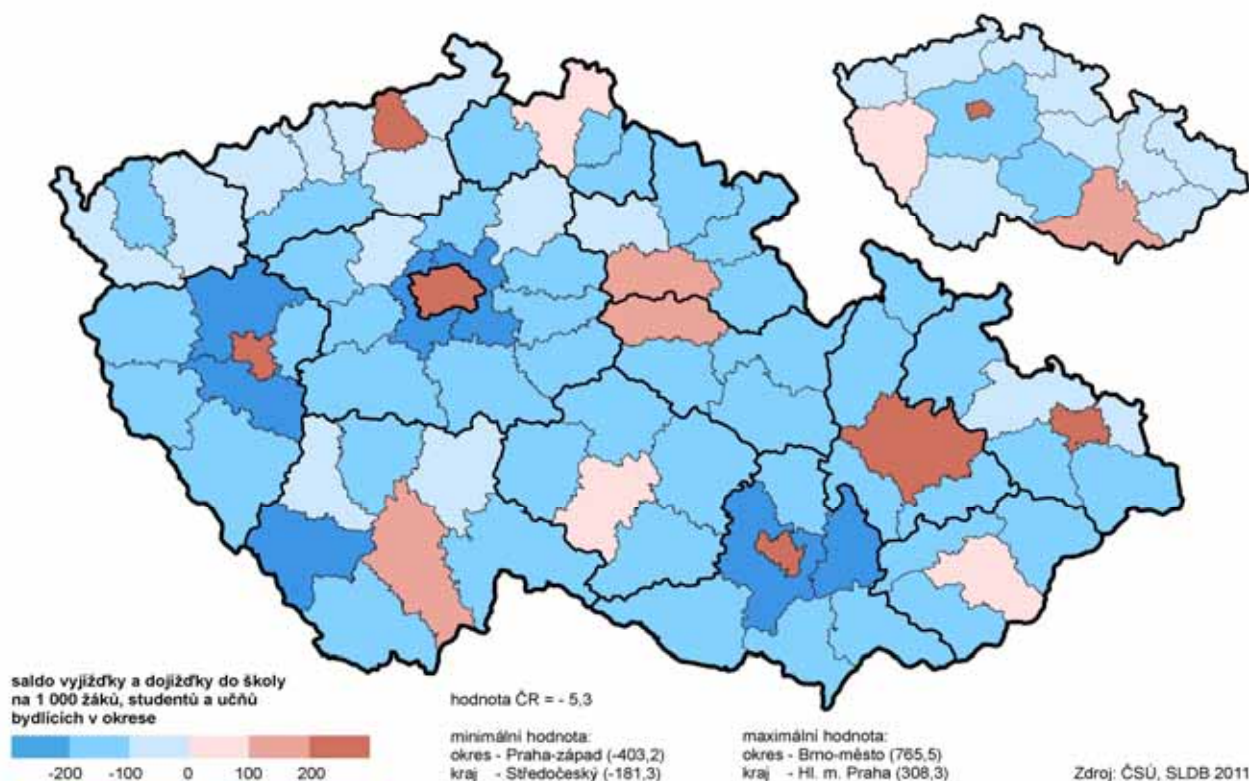 saldo vyjížďky a dojížďky do školy
na 1 000 žáků, studentů a učňů
bydlících v okrese
-200 -100 0 100 200
hodnota ČR = - 5,3
minimální hodnota:
okres - Praha-západ (-403,2)
kraj - Středočeský (-181,3)
maximální hodnota:
okres - Brno-město (765,5)
kraj - Hl. m. Praha (308,3)
Zdroj: ČSÚ, SLDB 2011